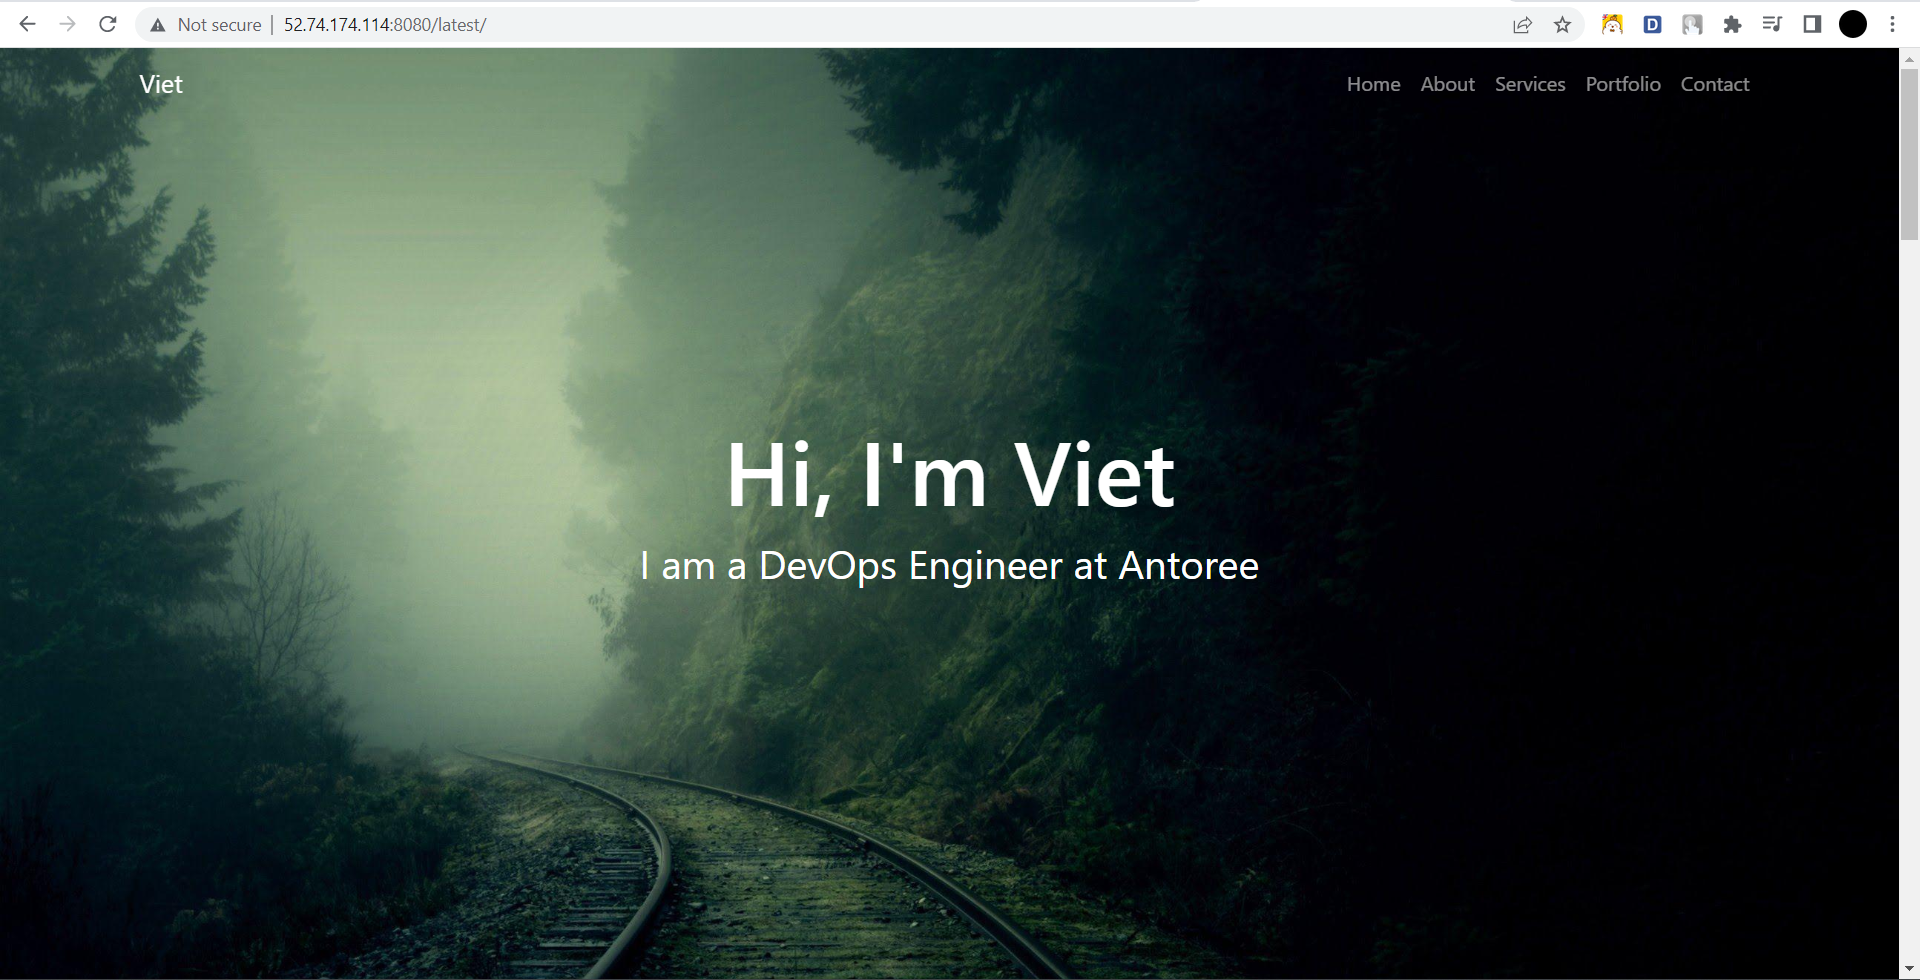 Not secure | 52.74.174.114:8080/latest/
D
Viet
Home About Services Portfolio Contact
Hi, I'm Viet
I am a DevOps Engineer at Antoree